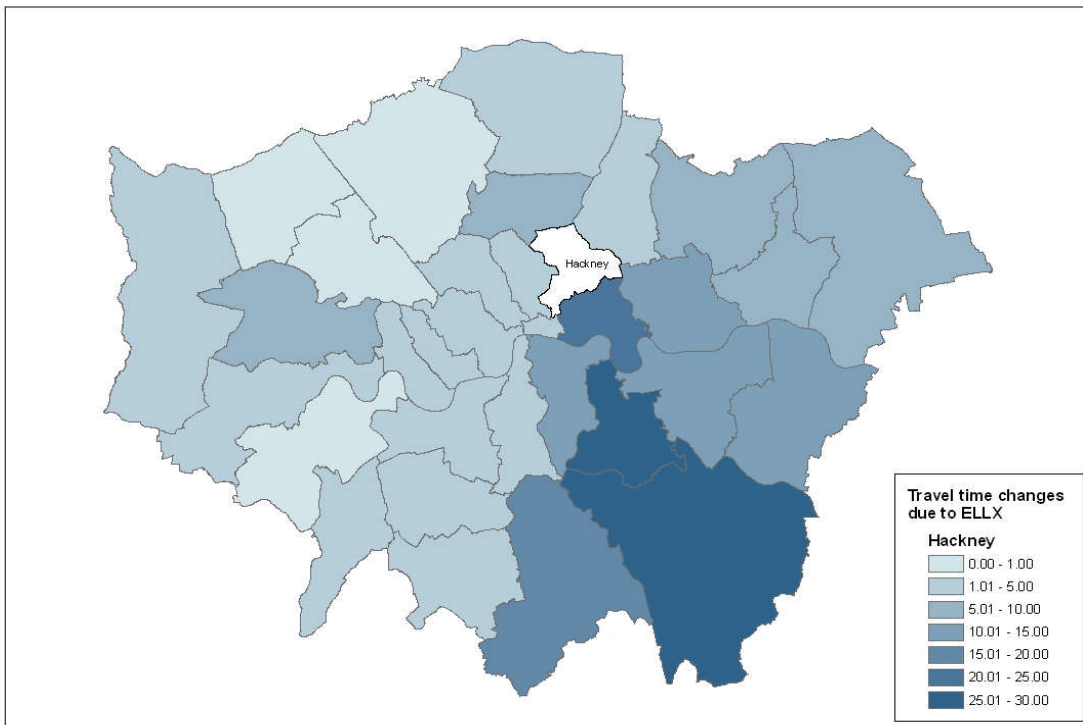 Hackney
Travel time changes
due to ELLX
Hackney
0.00 - 1.00
1.01 - 5.00
5.01 - 10.00
10.01 - 15.00
15.01 - 20.00
20.01 - 25.00
25.01 - 30.00